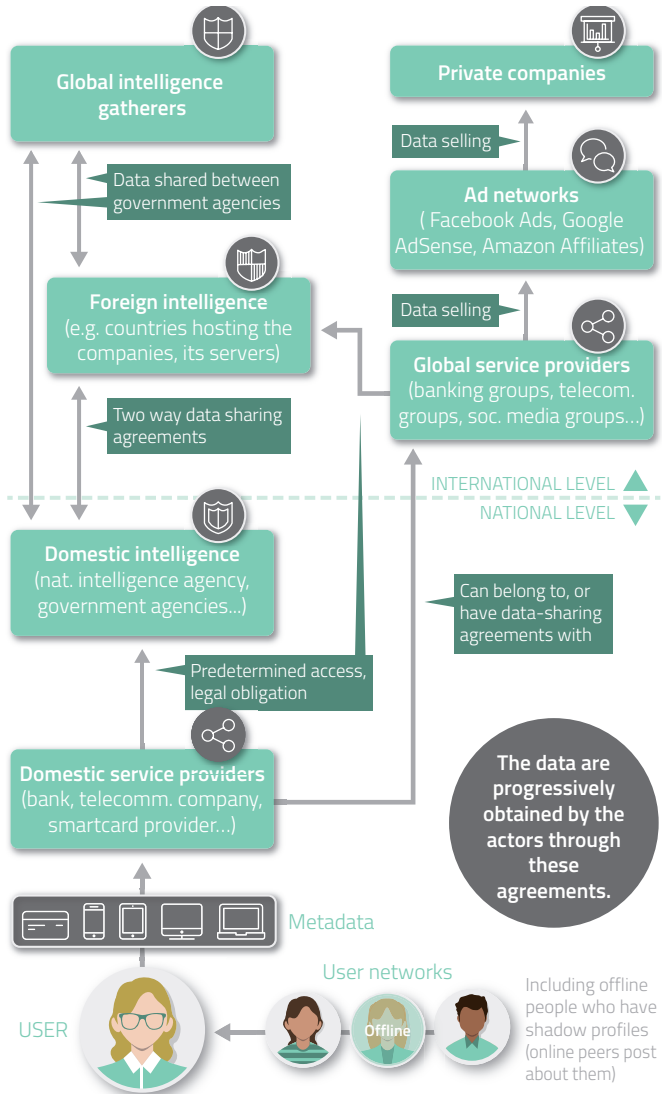 Global intelligence
gatherers
Private companies
Data selling
Data shared between
government agencies
Ad networks
( Facebook Ads, Google
AdSense, Amazon Affiliates)
Foreign intelligence
(e.g. countries hosting the
companies, its servers)
Data selling
Global service providers
(banking groups, telecom.
groups, soc. media groups...)
Two way data sharing
agreements
INTERNATIONAL LEVEL
NATIONAL LEVEL
Domestic intelligence
(nat. intelligence agency,
government agencies...)
Can belong to, or
have data-sharing
agreements with
Predetermined access,
legal obligation
Domestic service providers
(bank, telecomm. company,
smartcard provider...)
The data are
progressively
obtained by the
actors through
these
agreements.
Metadata
User networks
USER
Offline
Including offline
people who have
shadow profiles
(online peers post
about them)